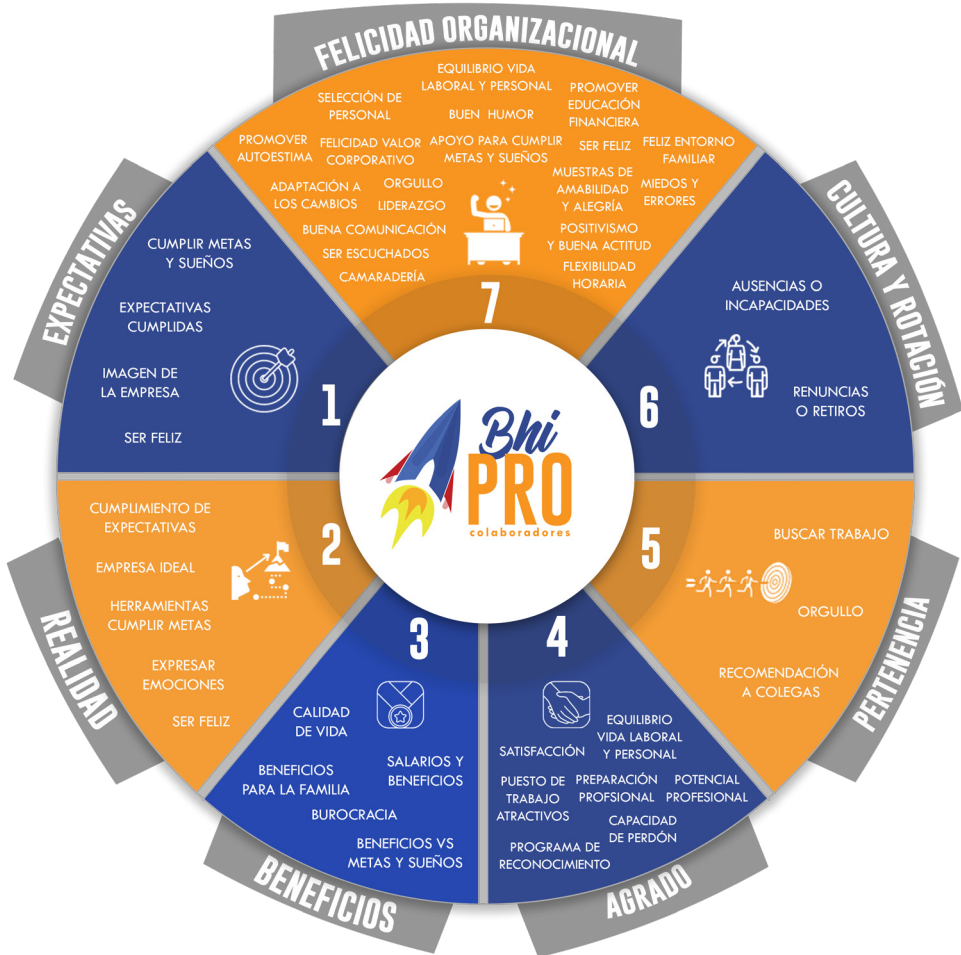 FELICIDAD ORGANIZACIONAL
EQUILIBRIO VIDA
LABORAL Y PERSONAL
PROMOVER
EDUCACIÓN
FINANCIERA
SELECCIÓN DE
PERSONAL
BUEN HUMOR
PROMOVER
AUTOESTIMA
FELICIDAD VALOR
CORPORATIVO
APOYO PARA CUMPLIR
METAS Y SUEÑOS
SER FELIZ
FELIZ ENTORNO
FAMILIAR
ADAPTACIÓN A
LOS CAMBIOS
ORGULLO
LIDERAZGO
MUESTRAS DE
AMABILIDAD
Y ALEGRÍA
MIEDOS Y
ERRORES
BUENA COMUNICACIÓN
SER ESCUCHADOS
CAMARADERÍA
POSITIVISMO
Y BUENA ACTITUD
FLEXIBILIDAD
HORARIA
7
EXPECTATIVAS
CUMPLIR METAS
Y SUEÑOS
EXPECTATIVAS
CUMPLIDAS
IMAGEN DE
LA EMPRESA
SER FELIZ
1
CULTURA Y ROTACIÓN
AUSENCIAS O
INCAPACIDADES
RENUNCIAS
O RETIROS
6
Bhi
PRO
colaboradores
REALIDAD
CUMPLIMIENTO DE
EXPECTATIVAS
EMPRESA IDEAL
HERRAMIENTAS
CUMPLIR METAS
EXPRESAR
EMOCIONES
SER FELIZ
2
PERTENENCIA
BUSCAR TRABAJO
ORGULLO
RECOMENDACIÓN
A COLEGAS
5
3
CALIDAD
DE VIDA
SALARIOS Y
BENEFICIOS
BENEFICIOS
PARA LA FAMILIA
BUROCRACIA
BENEFICIOS VS
METAS Y SUEÑOS
BENEFICIOS
4
EQUILIBRIO
VIDA LABORAL
Y PERSONAL
SATISFACCIÓN
PUESTO DE
TRABAJO
ATRACTIVOS
PREPARACIÓN
PROFSIONAL
POTENCIAL
PROFESIONAL
CAPACIDAD
DE PERDÓN
PROGRAMA DE
RECONOCIMIENTO
AGRADO